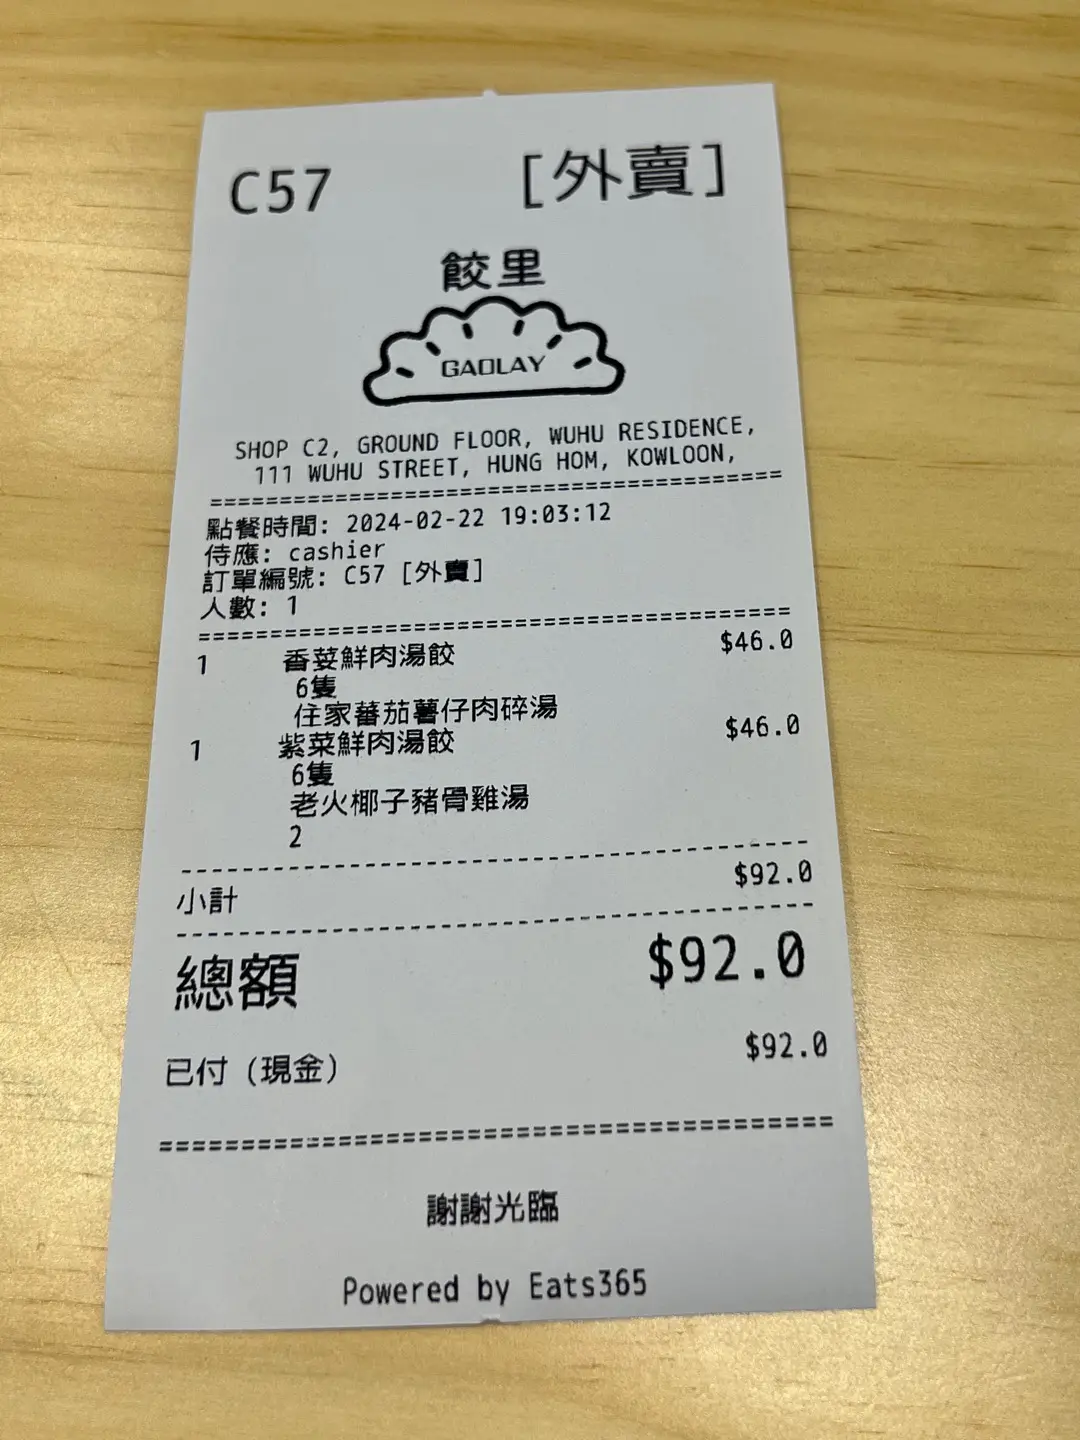 C57 [外賣]
餃里
GAOLAY
SHOP C2, GROUND FLOOR, WUHU RESIDENCE,
111 WUHU STREET, HUNG HOM, KOWLOON,
========================================
點餐時間: 2024-02-22 19:03:12
侍應: cashier
訂單編號: C57 [外賣]
人數: 1
========================================
1 香荽鮮肉湯餃 $46.0
6隻
住家蕃茄薯仔肉碎湯
1 紫菜鮮肉湯餃 $46.0
6隻
老火椰子豬骨雞湯
2
----------------------------------------
小計 $92.0
----------------------------------------
總額 $92.0
已付 (現金) $92.0
========================================
謝謝光臨
Powered by Eats365